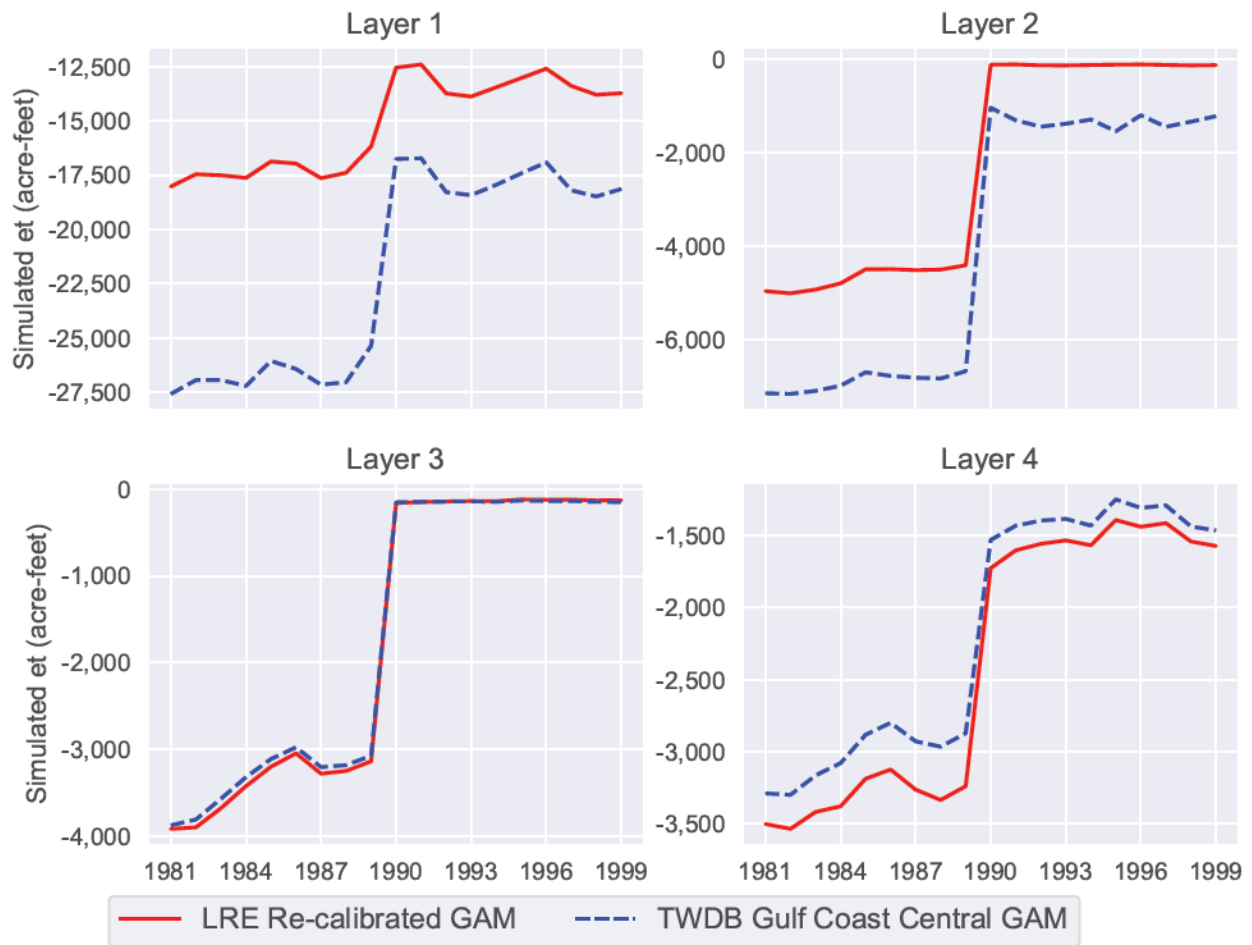 Layer 1
Layer 2
Simulated et (acre-feet)
-12,500
-15,000
-17,500
-20,000
-22,500
-25,000
-27,500
0
-2,000
-4,000
-6,000
Layer 3
Layer 4
Simulated et (acre-feet)
0
-1,000
-2,000
-3,000
-4,000
-1,500
-2,000
-2,500
-3,000
-3,500
1981 1984 1987 1990 1993 1996 1999
1981 1984 1987 1990 1993 1996 1999
LRE Re-calibrated GAM
TWDB Gulf Coast Central GAM